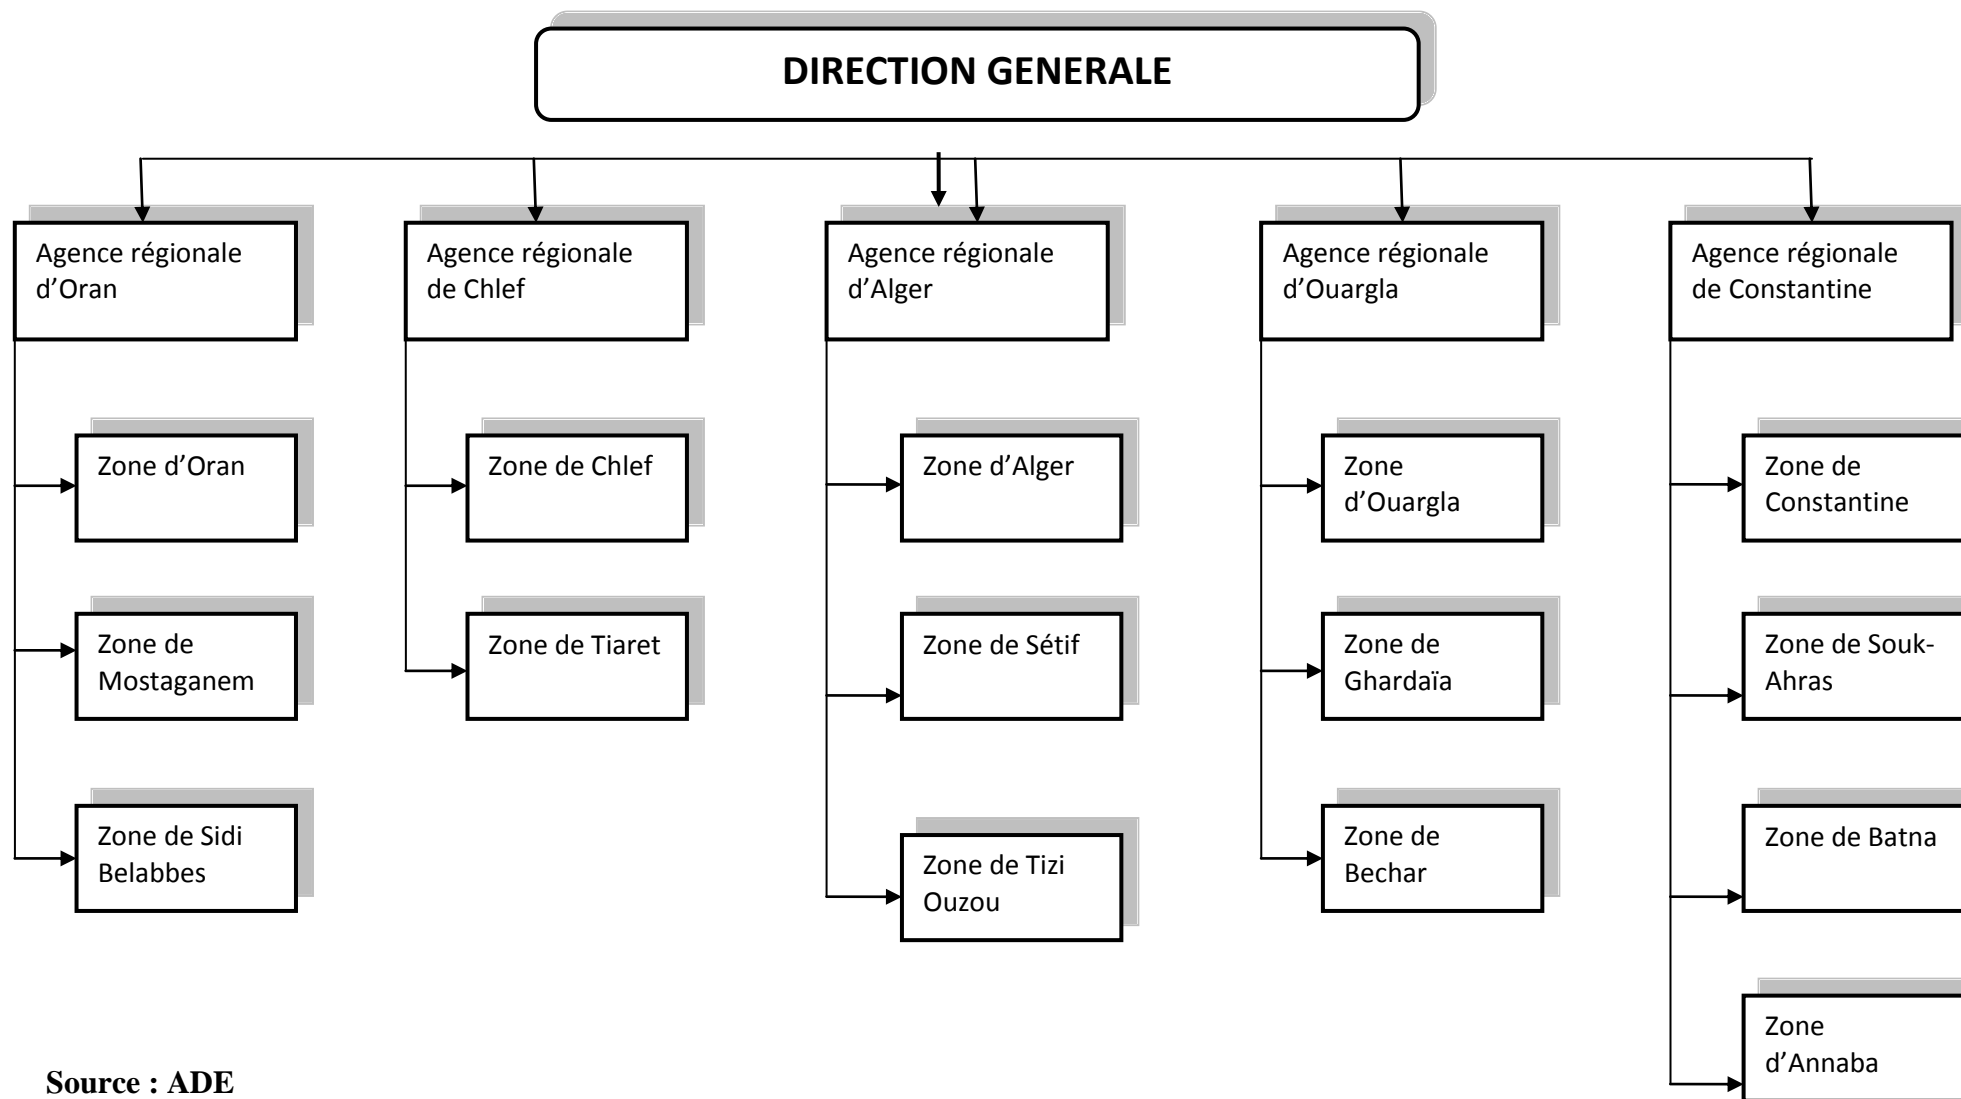 DIRECTION GENERALE
Agence régionale
d’Oran
Agence régionale
de Chlef
Agence régionale
d’Alger
Agence régionale
d’Ouargla
Agence régionale
de Constantine
Zone d’Oran
Zone de Chlef
Zone d’Alger
Zone
d’Ouargla
Zone de
Constantine
Zone de
Mostaganem
Zone de Tiaret
Zone de Sétif
Zone de
Ghardaïa
Zone de Souk-
Ahras
Zone de Sidi
Belabbes
Zone de Tizi
Ouzou
Zone de
Bechar
Zone de Batna
Zone
d’Annaba
Source : ADE